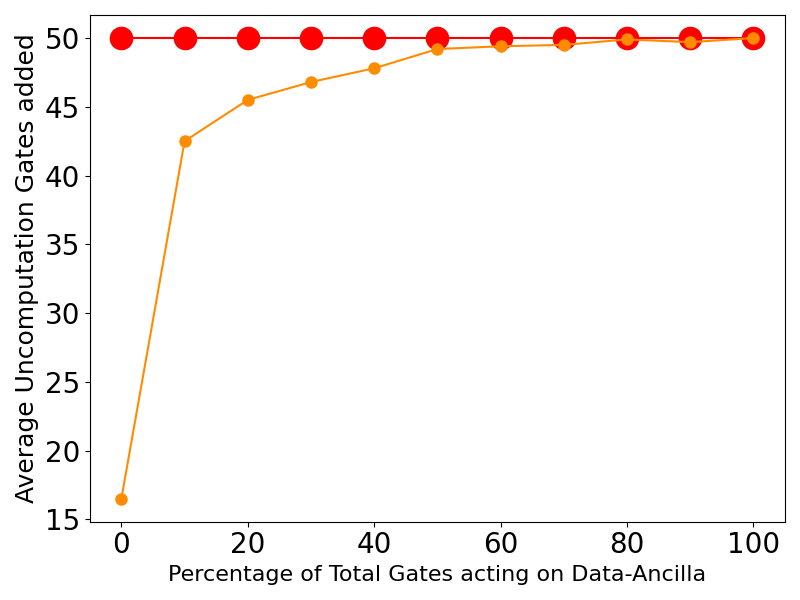 Average Uncomputation Gates added
50
45
40
35
30
25
20
15
0 20 40 60 80 100
Percentage of Total Gates acting on Data-Ancilla